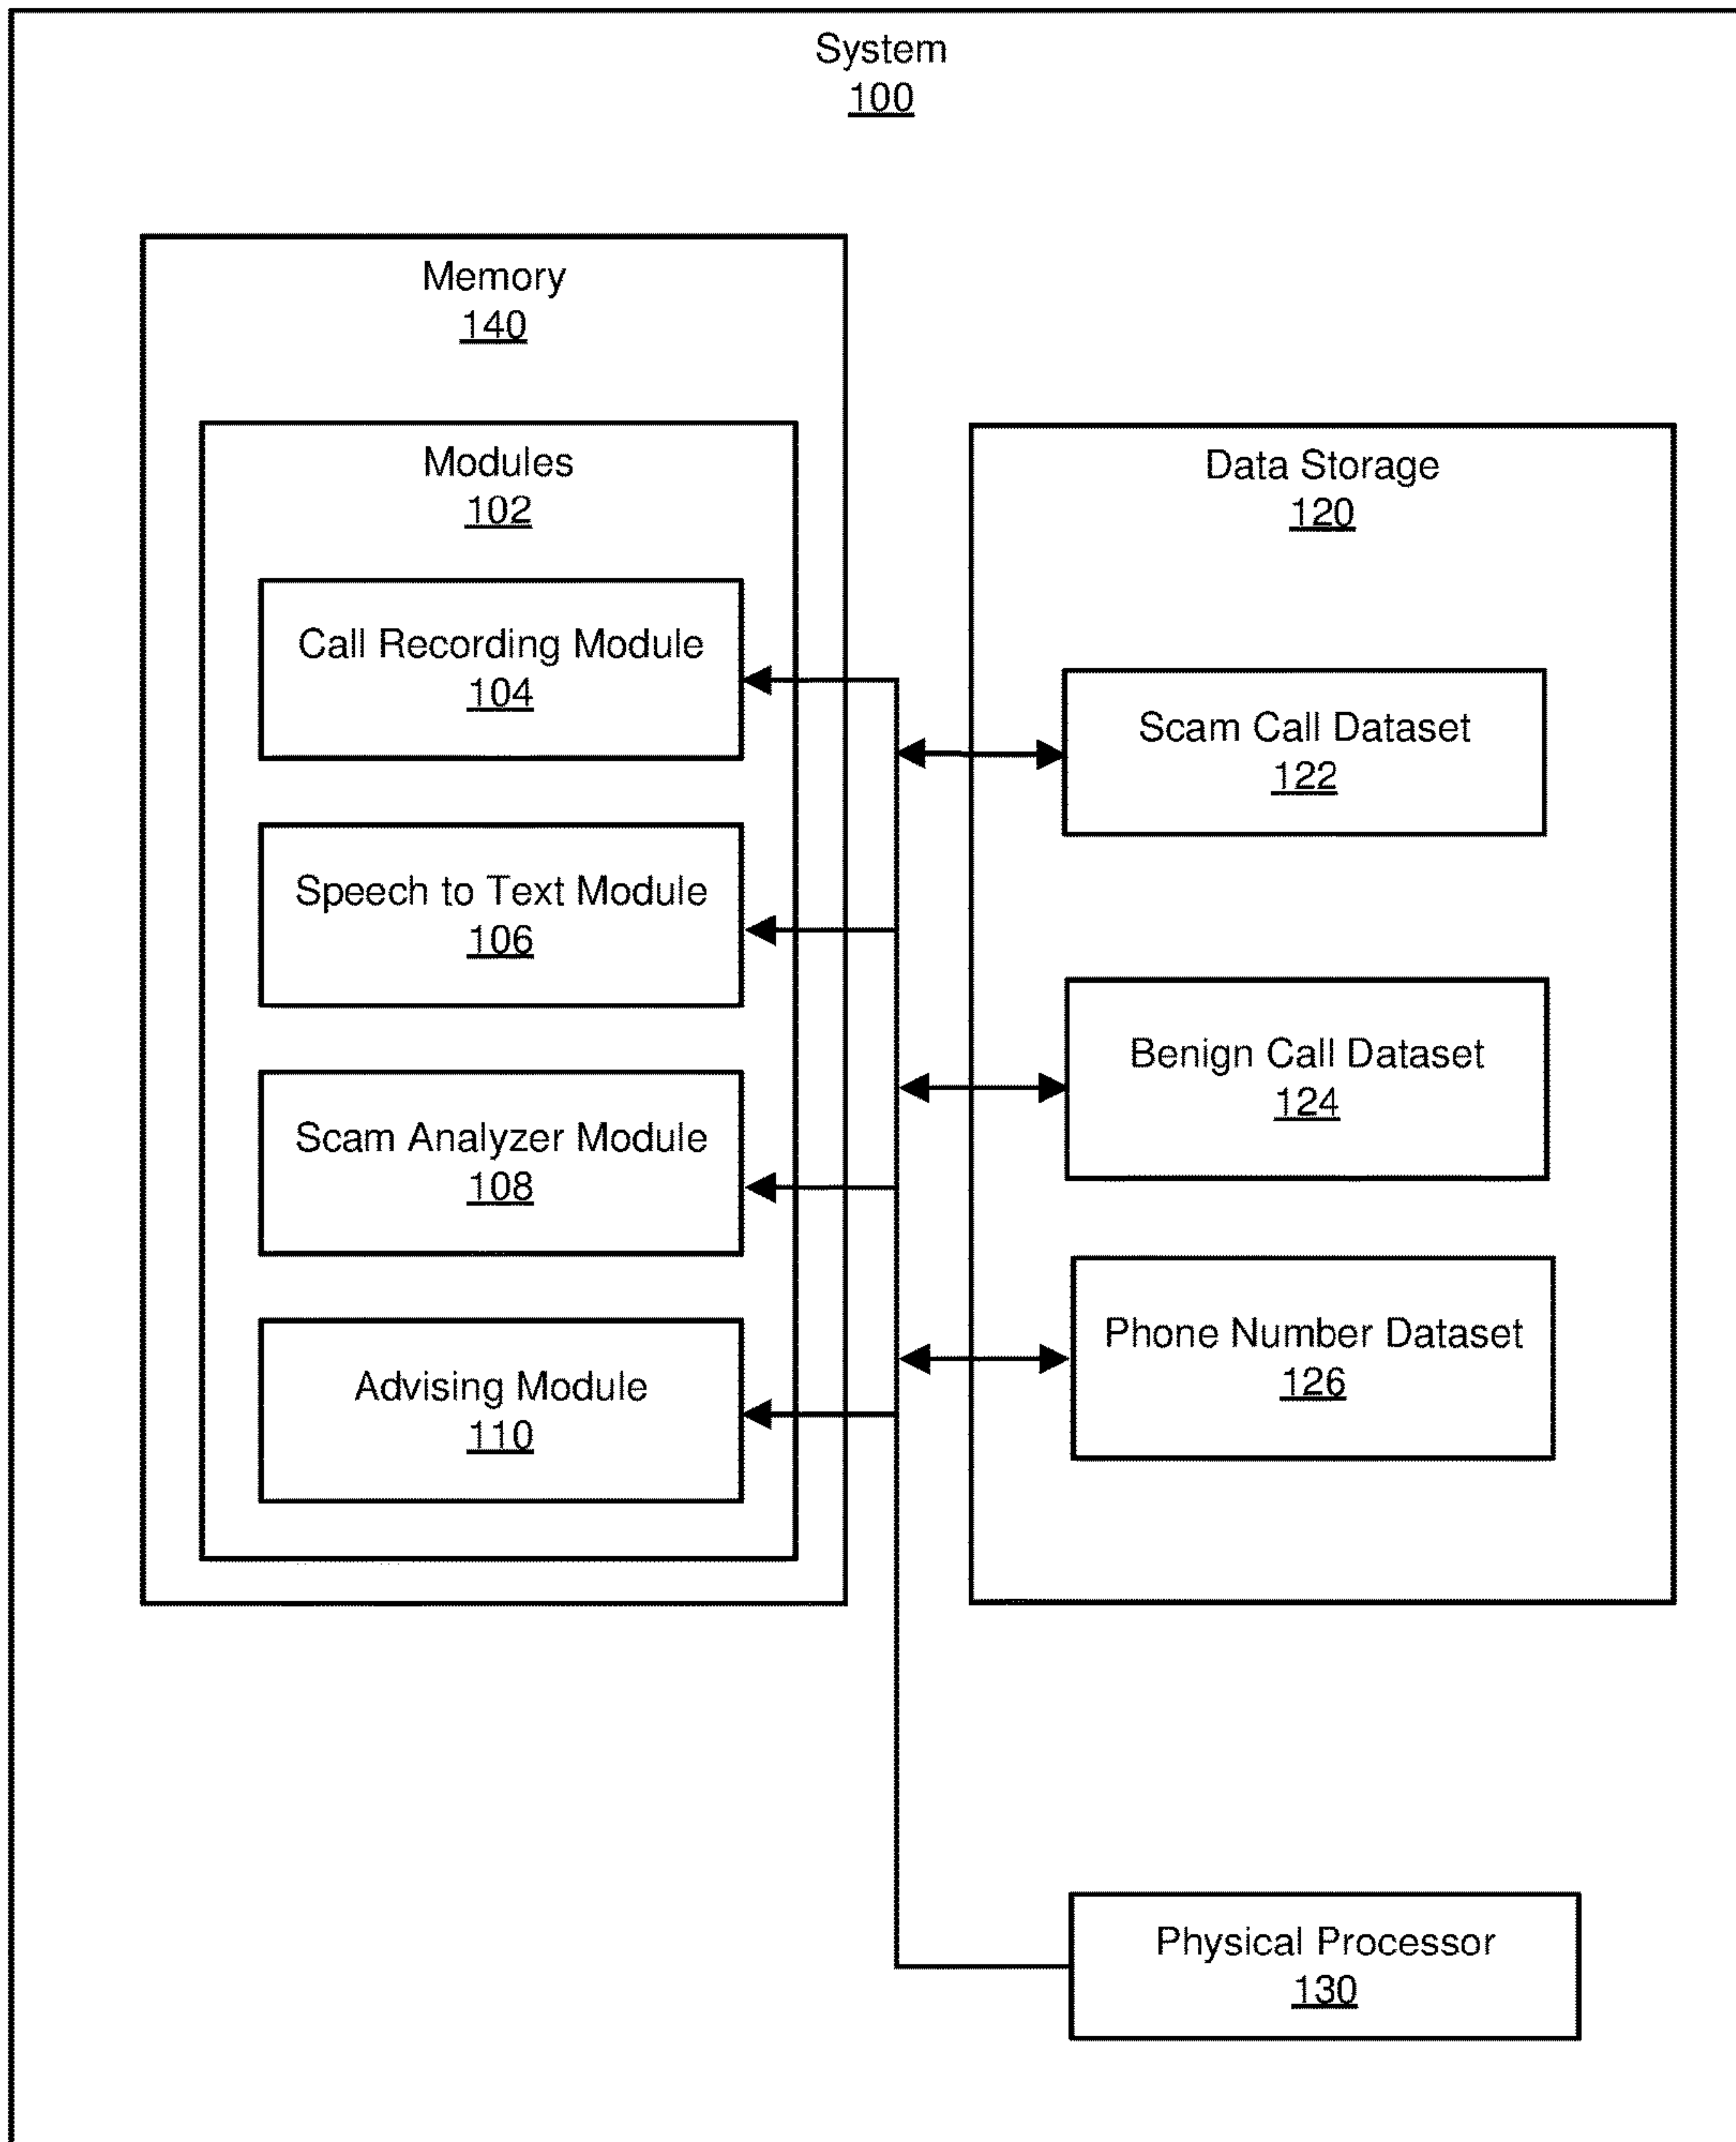 System
100
Memory
140
Modules
102
Call Recording Module
104
Speech to Text Module
106
Scam Analyzer Module
108
Advising Module
110
Data Storage
120
Scam Call Dataset
122
Benign Call Dataset
124
Phone Number Dataset
126
Physical Processor
130